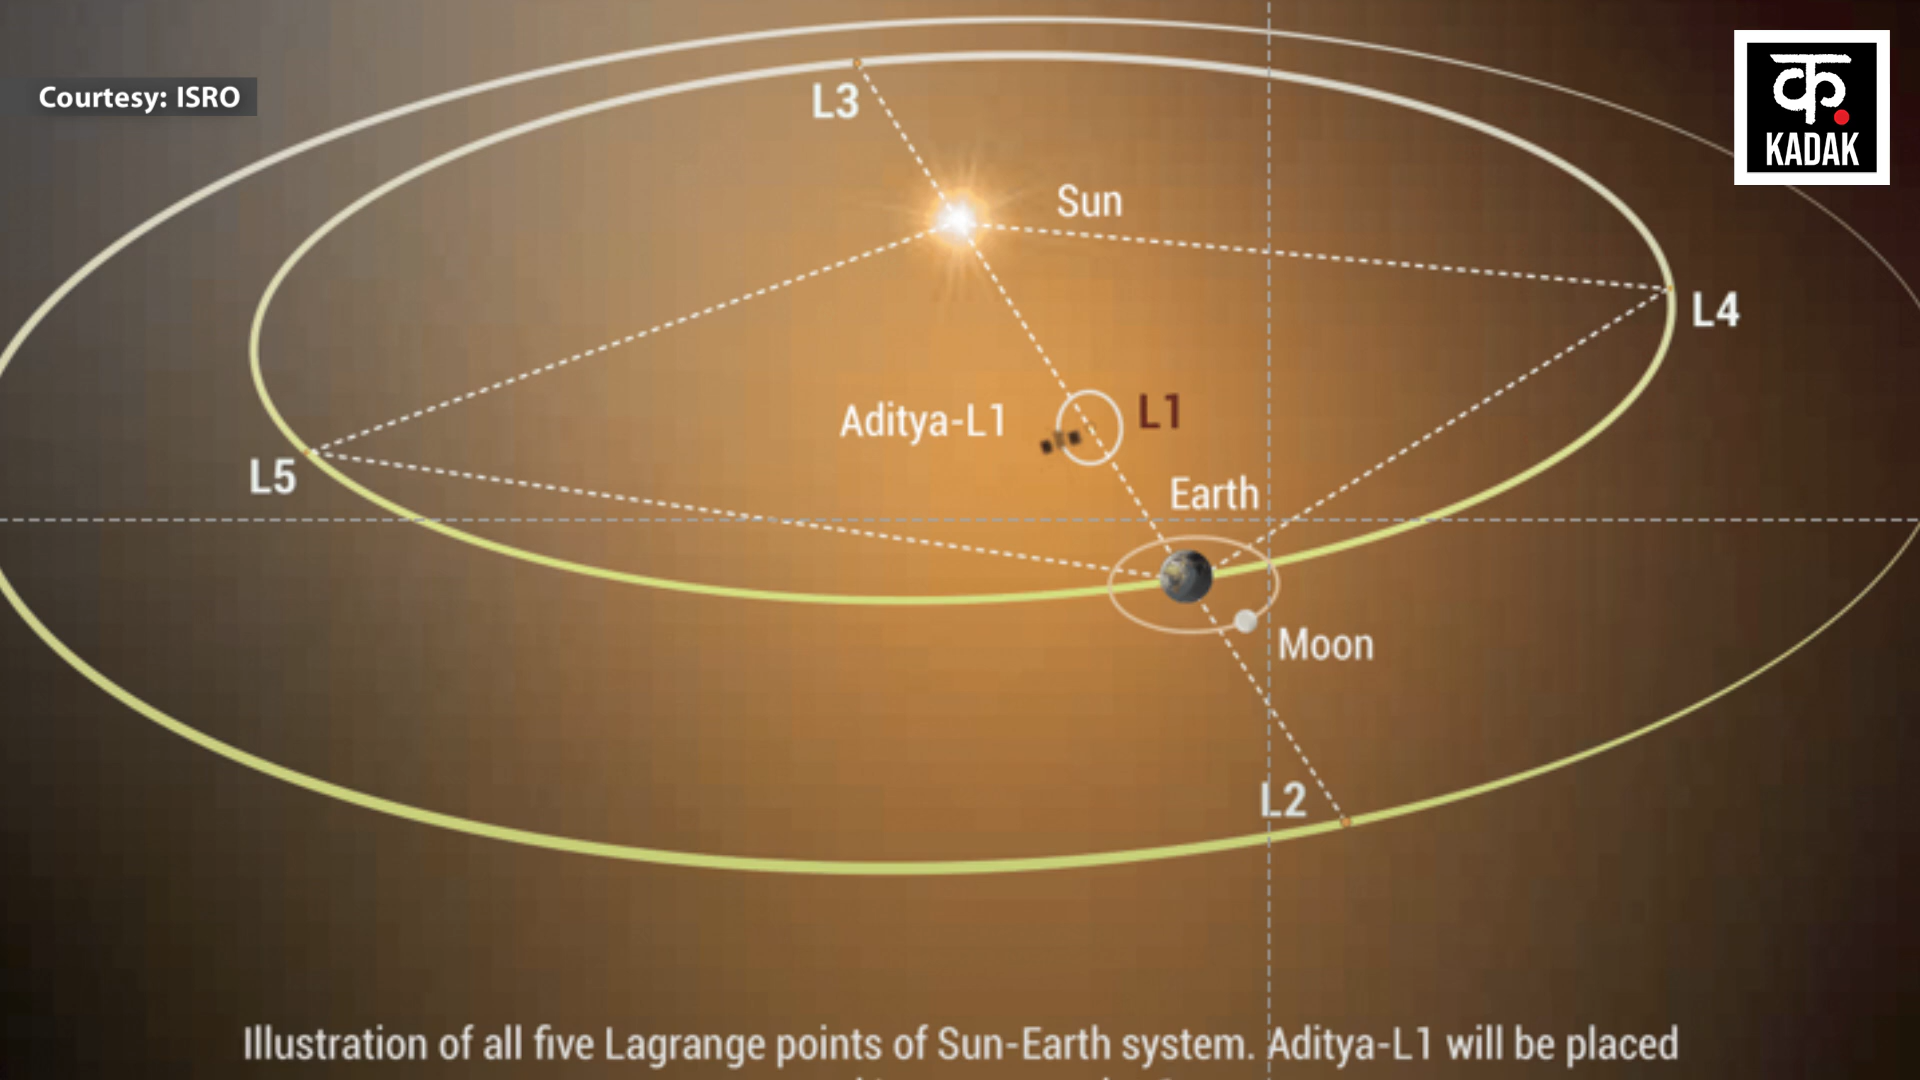 Courtesy: ISRO
क.
KADAK
L3
Sun
L4
Aditya-L1
L1
L5
Earth
Moon
L2
Illustration of all five Lagrange points of Sun-Earth system. Aditya-L1 will be placed